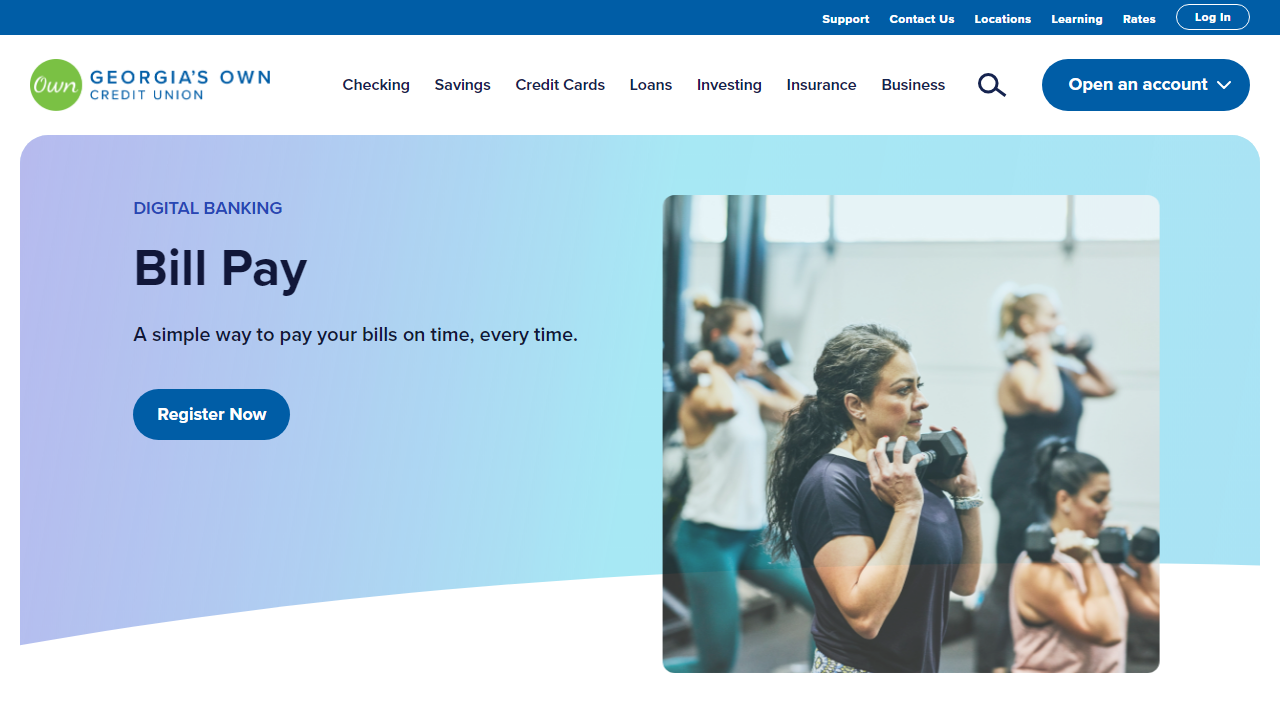 Support Contact Us Locations Learning Rates Log In
Own GEORGIA'S OWN
CREDIT UNION
Checking Savings Credit Cards Loans Investing Insurance Business Open an account
DIGITAL BANKING
Bill Pay
A simple way to pay your bills on time, every time.
Register Now